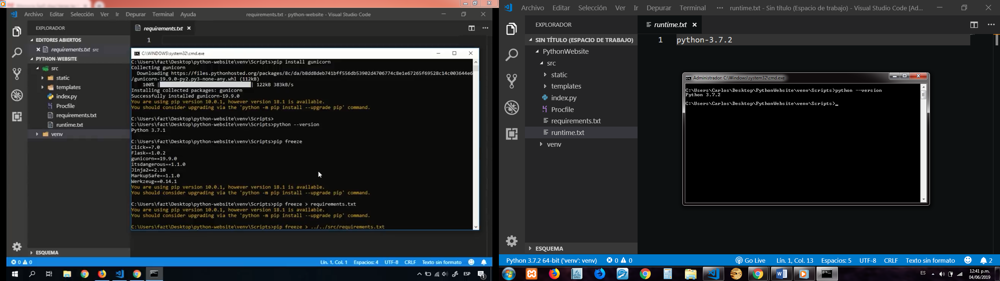 Archivo Editar Selección Ver Ir Depurar Terminal Ayuda requirements.txt - python-website - Visual Studio Code
EXPLORADOR
EDITORES ABIERTOS
requirements.txt src
PYTHON-WEBSITE
src
static
templates
index.py
Procfile
requirements.txt
runtime.txt
venv
ESQUEMA
requirements.txt
1
C:\WINDOWS\system32\cmd.exe
C:\Users\fazt\Desktop\python-website\venv\Scripts>pip install gunicorn
Collecting gunicorn
Downloading https://files.pythonhosted.org/packages/8c/da/b8dd8deb741bff556db53902d4706774c8e1e67265f69528c14c003644e6
/gunicorn-19.9.0-py2.py3-none-any.whl (112kB)
100% | | 122kB 383kB/s
Installing collected packages: gunicorn
Successfully installed gunicorn-19.9.0
You are using pip version 10.0.1, however version 18.1 is available.
You should consider upgrading via the 'python -m pip install --upgrade pip' command.
C:\Users\fazt\Desktop\python-website\venv\Scripts>
C:\Users\fazt\Desktop\python-website\venv\Scripts>python --version
Python 3.7.1
C:\Users\fazt\Desktop\python-website\venv\Scripts>pip freeze
Click==7.0
Flask==1.0.2
gunicorn==19.9.0
itsdangerous==1.1.0
Jinja2==2.10
MarkupSafe==1.1.0
Werkzeug==0.14.1
You are using pip version 10.0.1, however version 18.1 is available.
You should consider upgrading via the 'python -m pip install --upgrade pip' command.
C:\Users\fazt\Desktop\python-website\venv\Scripts>pip freeze > requirements.txt
You are using pip version 10.0.1, however version 18.1 is available.
You should consider upgrading via the 'python -m pip install --upgrade pip' command.
C:\Users\fazt\Desktop\python-website\venv\Scripts>pip freeze > ../../src/requirements.txt
0 0 Lín. 1, Col. 1 Espacios: 4 UTF-8 CRLF Texto sin formato
ESP 1
Archivo Editar Selección Ver Ir Depurar Terminal ··· runtime.txt - Sin título (Espacio de trabajo) - Visual Studio Code [Ad...
EXPLORADOR
SIN TÍTULO (ESPACIO DE TRABAJO)
PythonWebsite
src
static
templates
index.py
Procfile
requirements.txt
runtime.txt
venv
ESQUEMA
runtime.txt
1 python-3.7.2
Administrador: C:\Windows\system32\cmd.exe
C:\Users\Carlos\Desktop\PythonWebsite\venv\Scripts>python --version
Python 3.7.2
C:\Users\Carlos\Desktop\PythonWebsite\venv\Scripts>_
Python 3.7.2 64-bit ('venv': venv) 0 0 Go Live Lín. 1, Col. 13 Espacios: 5 UTF-8 CRLF Texto sin formato 2
ES 12:41 p.m.
04/06/2019